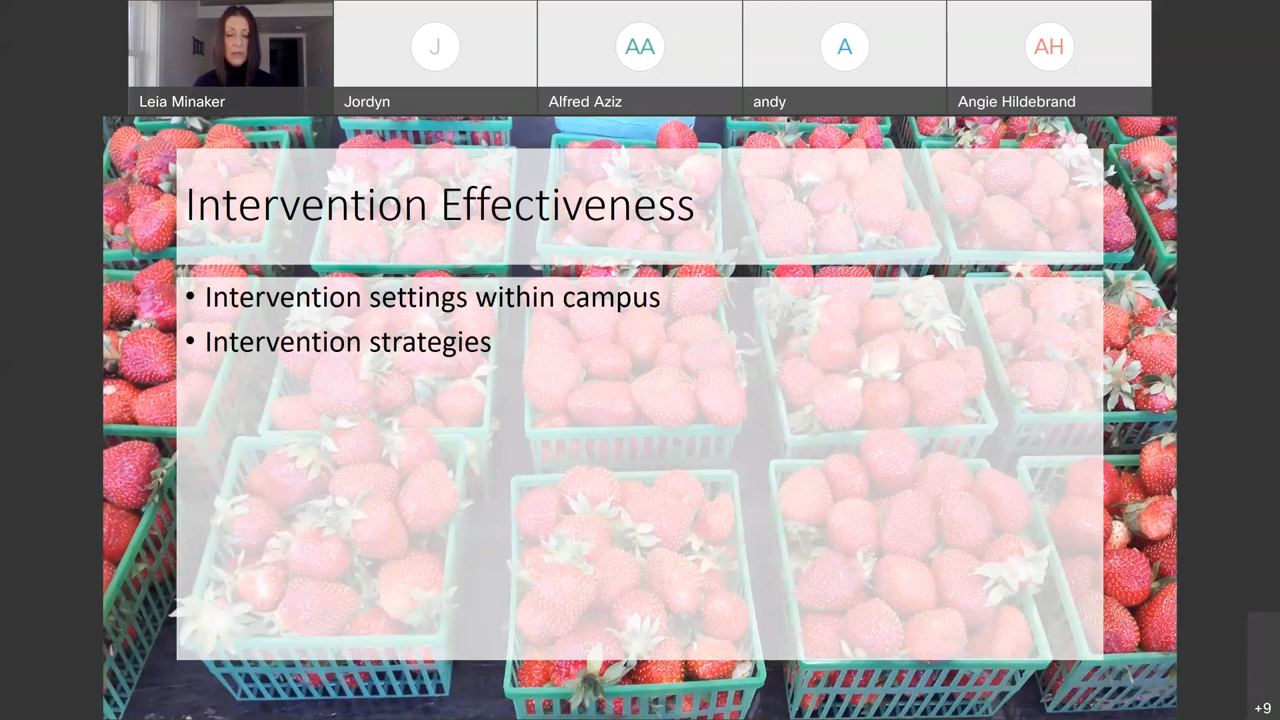 J
AA
A
AH
Leia Minaker
Jordyn
Alfred Aziz
andy
Angie Hildebrand
Intervention Effectiveness
• Intervention settings within campus
• Intervention strategies
+9